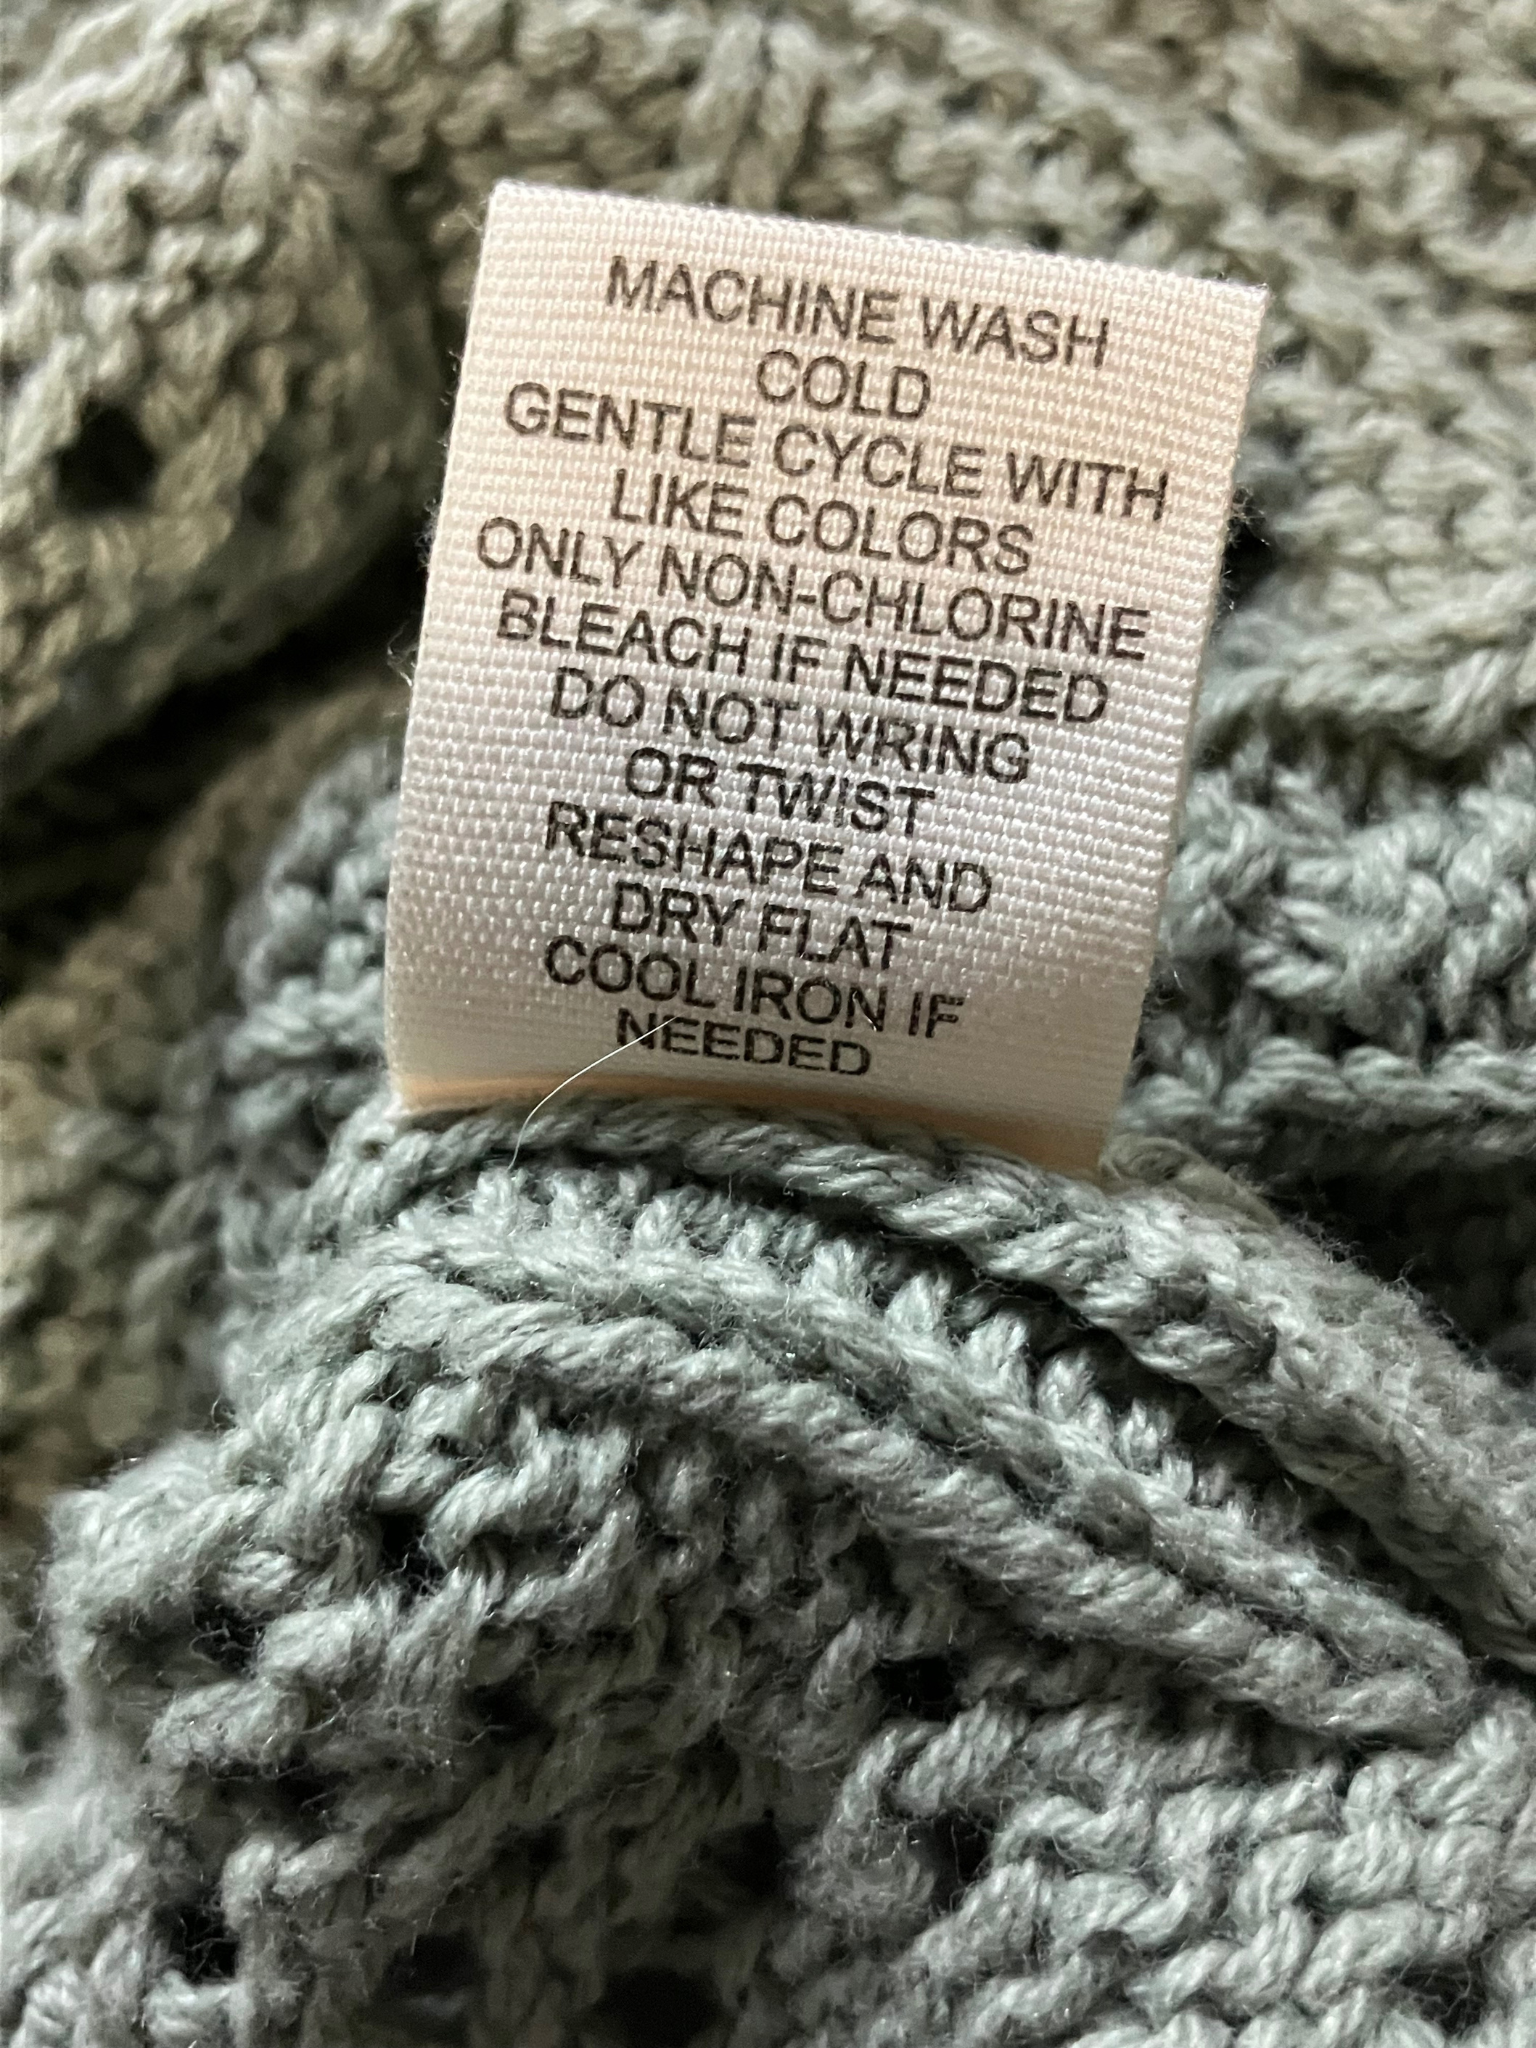 MACHINE WASH
COLD
GENTLE CYCLE WITH
LIKE COLORS
ONLY NON-CHLORINE
BLEACH IF NEEDED
DO NOT WRING
OR TWIST
RESHAPE AND
DRY FLAT
COOL IRON IF
NEEDED